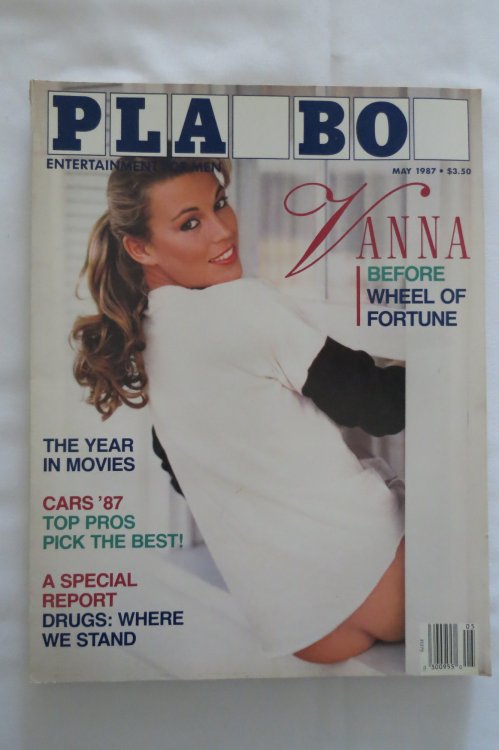 PLA BO
ENTERTAINMENT FOR MEN
MAY 1987 • $3.50
VANNA
BEFORE
WHEEL OF
FORTUNE
THE YEAR
IN MOVIES
CARS '87
TOP PROS
PICK THE BEST!
A SPECIAL
REPORT
DRUGS: WHERE
WE STAND
05